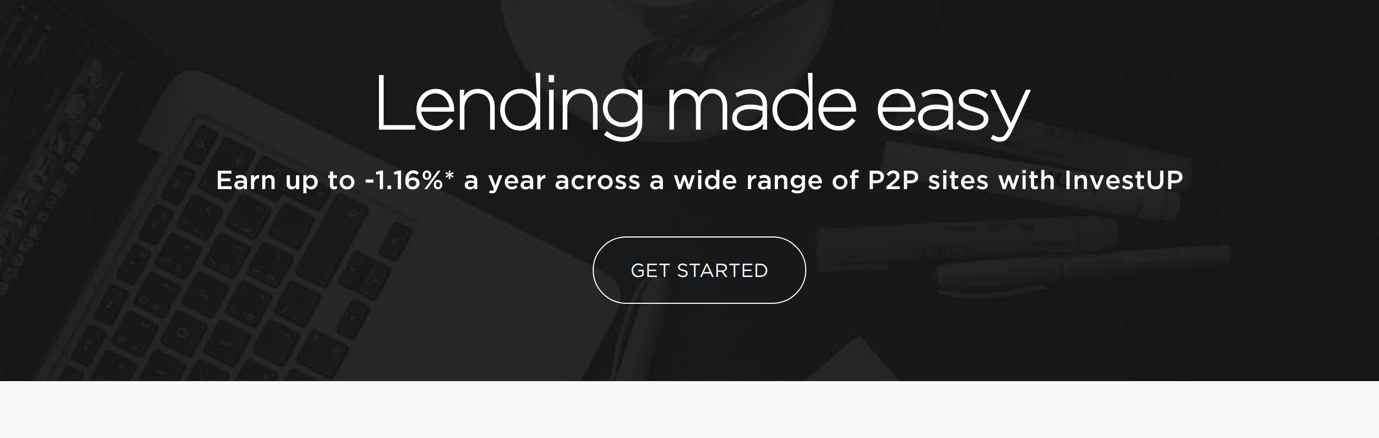 Lending made easy
Earn up to -1.16%* a year across a wide range of P2P sites with InvestUP
GET STARTED